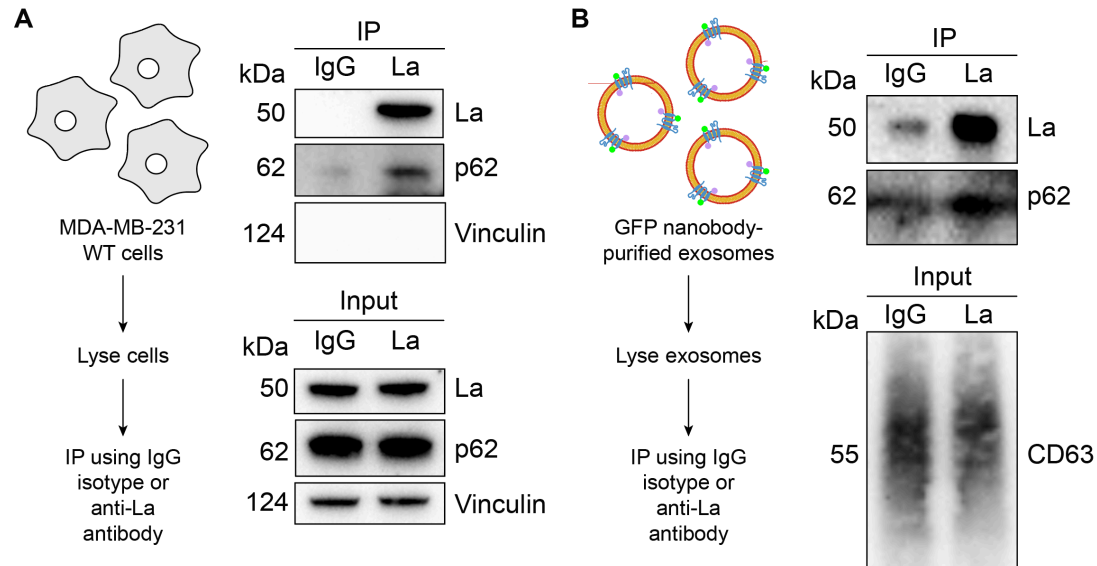 A
MDA-MB-231
WT cells
Lyse cells
IP using IgG
isotype or
anti-La
antibody
IP
kDa IgG La
50 La
62 p62
124 Vinculin
Input
kDa IgG La
50 La
62 p62
124 Vinculin
B
GFP nanobody-
purified exosomes
Lyse exosomes
IP using IgG
isotype or
anti-La
antibody
IP
kDa IgG La
50 La
62 p62
Input
kDa IgG La
55 CD63